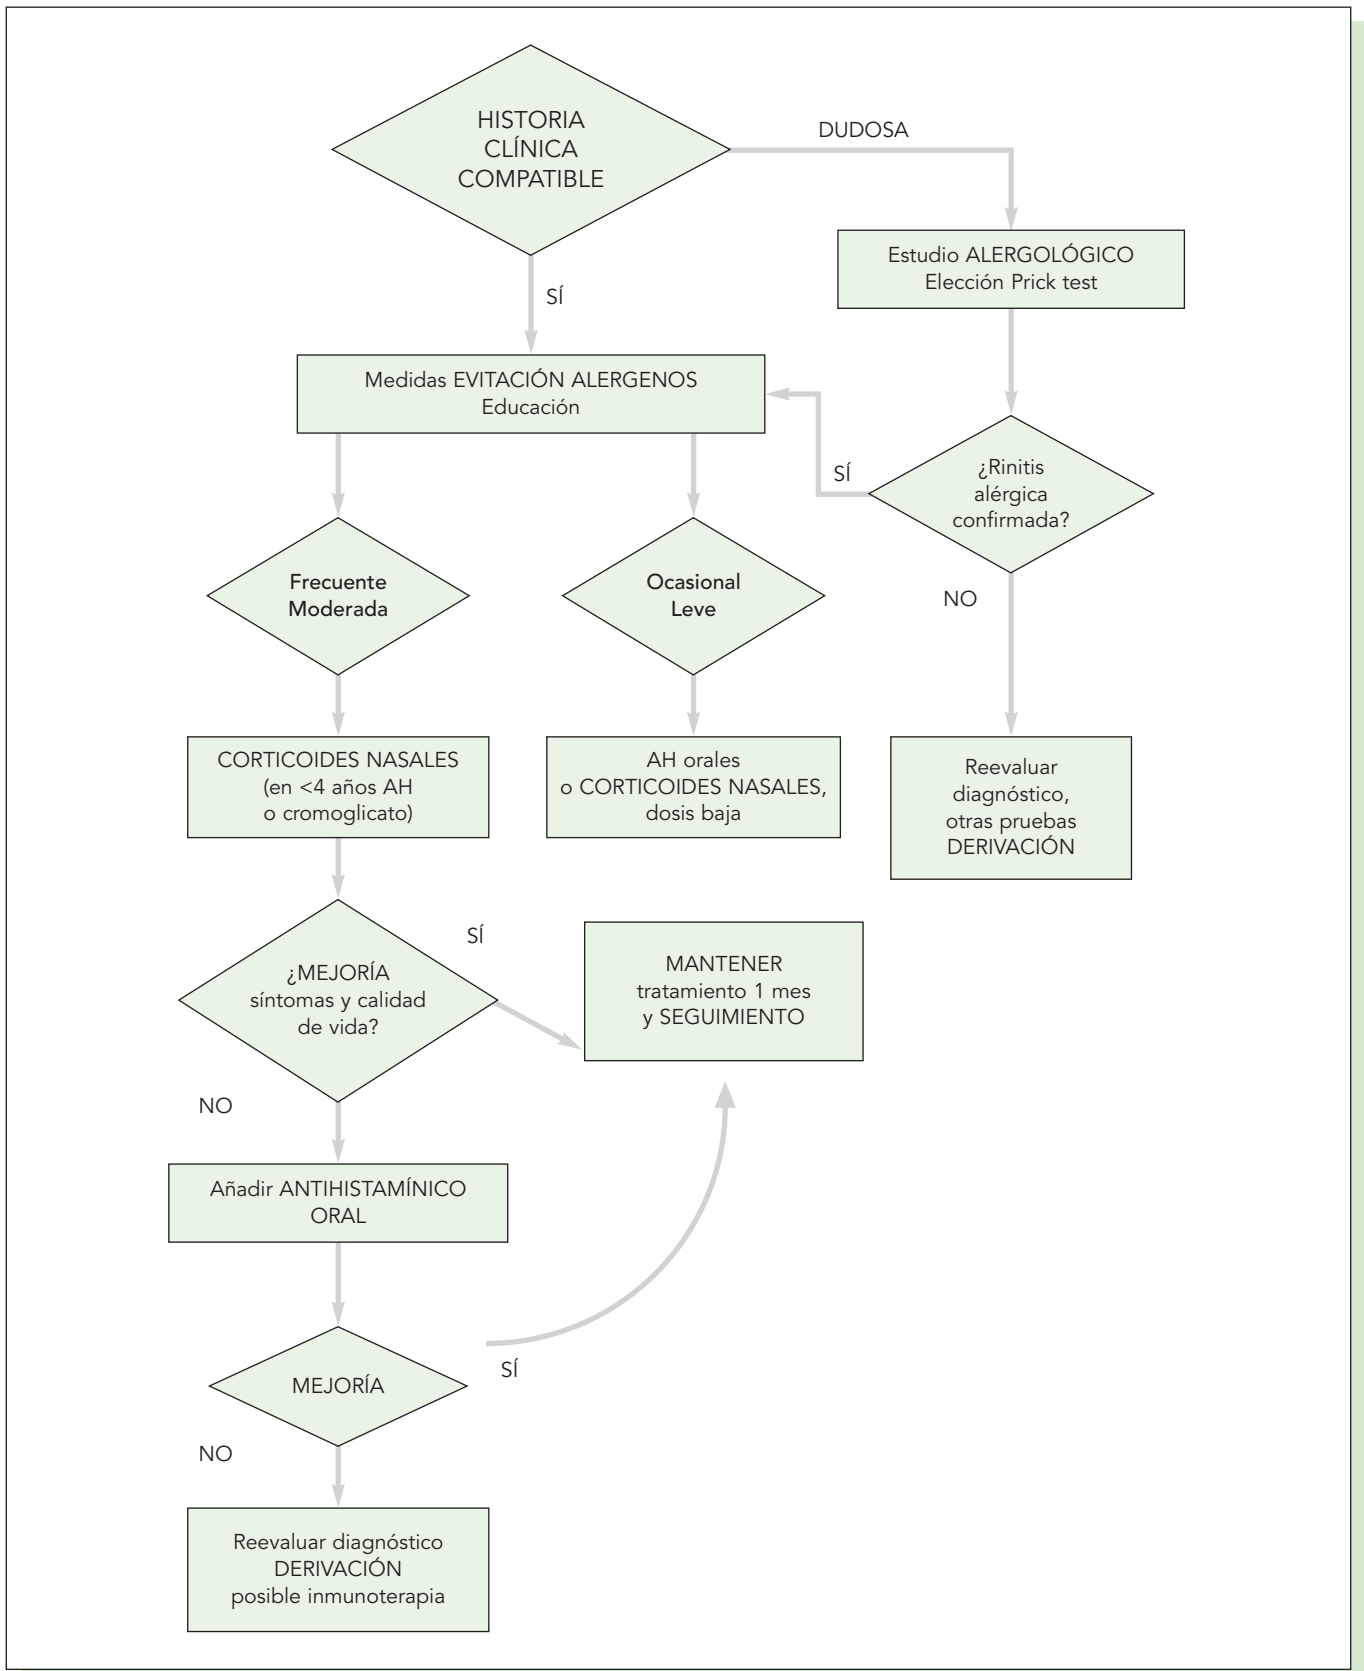 HISTORIA
CLÍNICA
COMPATIBLE
DUDOSA
Estudio ALERGOLÓGICO
Elección Prick test
SÍ
Medidas EVITACIÓN ALERGENOS
Educación
¿Rinitis
alérgica
confirmada?
SÍ
NO
Frecuente
Moderada
Ocasional
Leve
CORTICOIDES NASALES
(en <4 años AH
o cromoglicato)
AH orales
o CORTICOIDES NASALES,
dosis baja
Reevaluar
diagnóstico,
otras pruebas
DERIVACIÓN
¿MEJORÍA
síntomas y calidad
de vida?
SÍ
MANTENER
tratamiento 1 mes
y SEGUIMIENTO
NO
Añadir ANTIHISTAMÍNICO
ORAL
MEJORÍA
SÍ
NO
Reevaluar diagnóstico
DERIVACIÓN
posible inmunoterapia